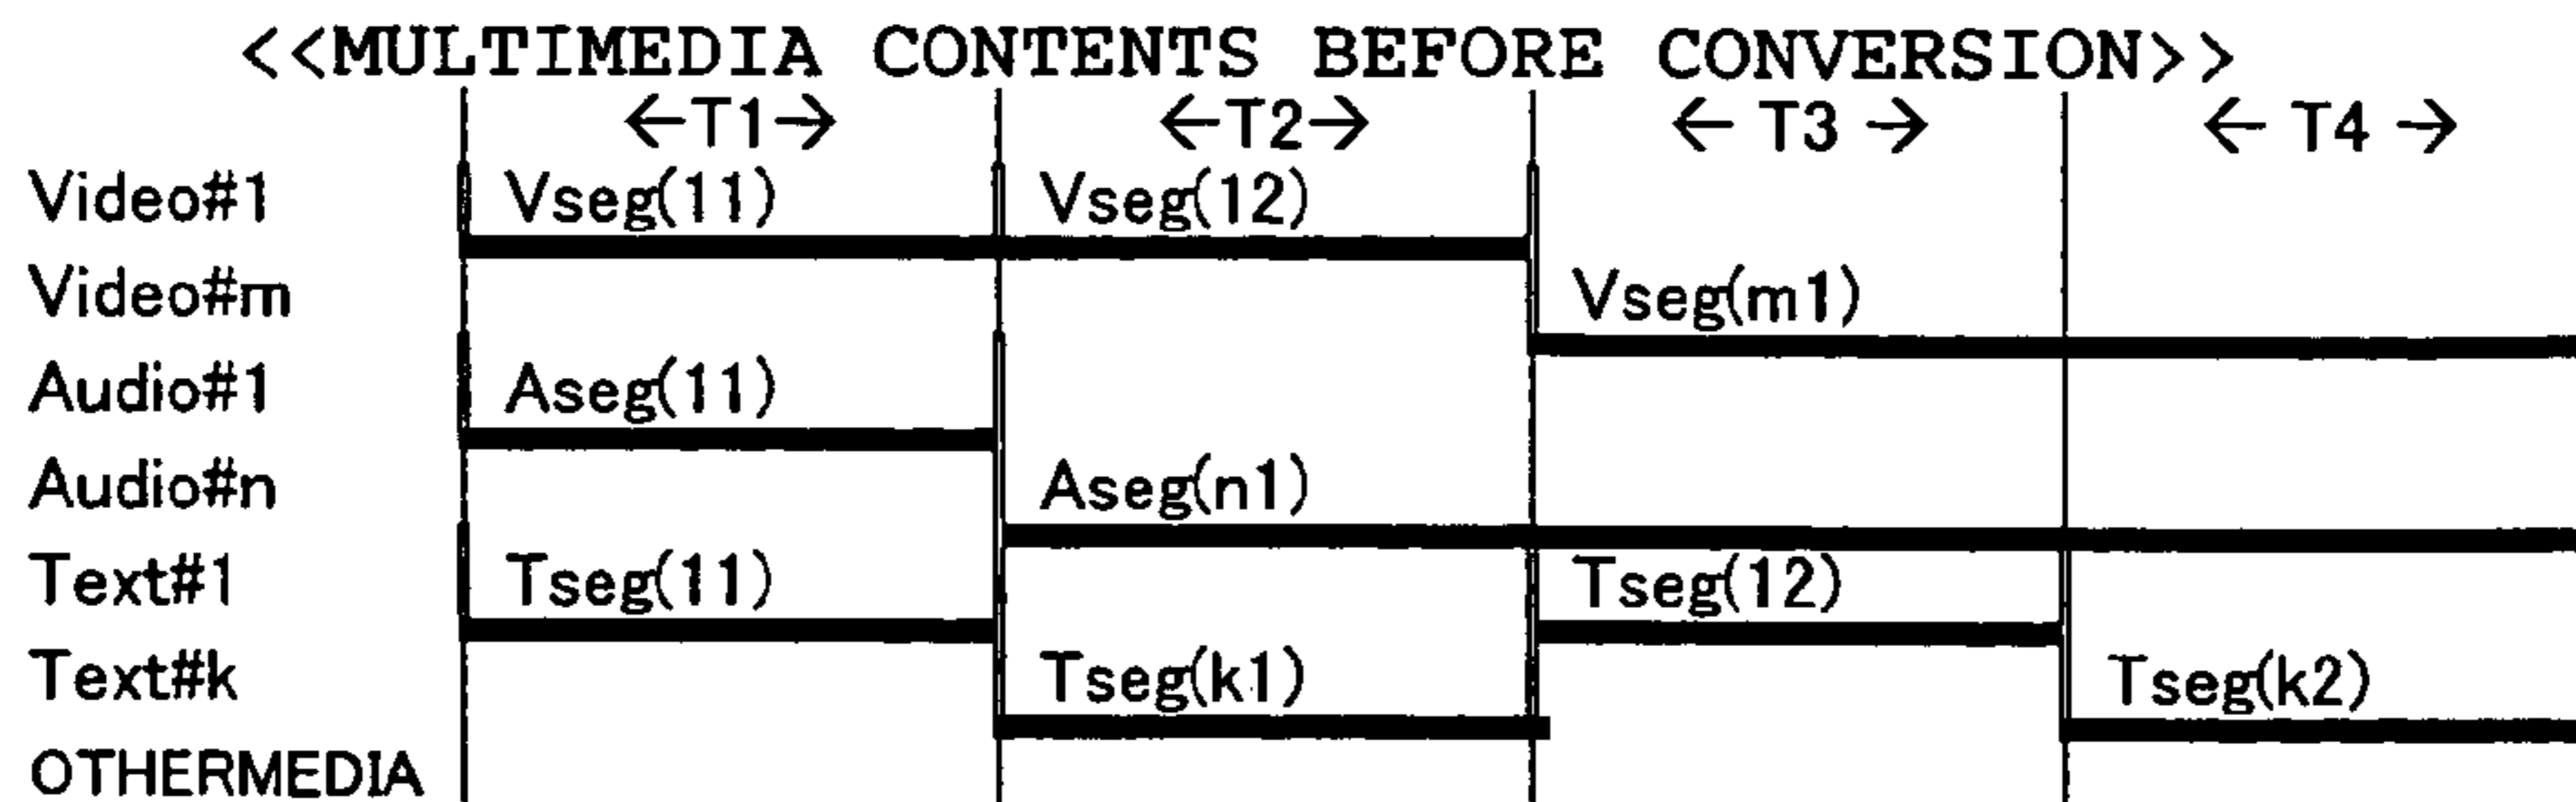 <<MULTIMEDIA CONTENTS BEFORE CONVERSION>>
←T1→ ←T2→ ← T3 → ← T4 →
Video#1 Vseg(11) Vseg(12)
Video#m Vseg(m1)
Audio#1 Aseg(11)
Audio#n Aseg(n1)
Text#1 Tseg(11) Tseg(12)
Text#k Tseg(k1) Tseg(k2)
OTHERMEDIA